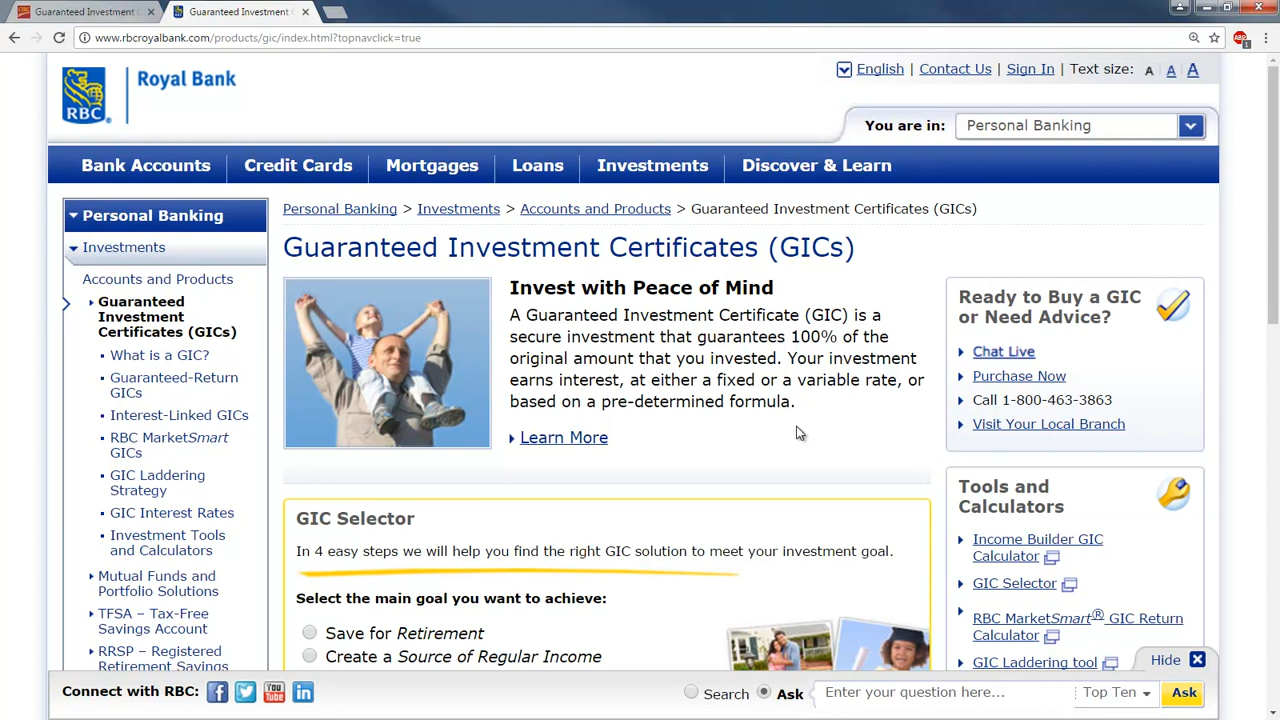 Guaranteed Investment C
Guaranteed Investment C
www.rbcroyalbank.com/products/gic/index.html?topnavclick=true
English | Contact Us | Sign In | Text size: A A A
RBC
Royal Bank
You are in: Personal Banking
Bank Accounts
Credit Cards
Mortgages
Loans
Investments
Discover & Learn
Personal Banking
Investments
Accounts and Products
Guaranteed
Investment
Certificates (GICs)
What is a GIC?
Guaranteed-Return
GICs
Interest-Linked GICs
RBC MarketSmart
GICs
GIC Laddering
Strategy
GIC Interest Rates
Investment Tools
and Calculators
Mutual Funds and
Portfolio Solutions
TFSA – Tax-Free
Savings Account
RRSP – Registered
Retirement Savings
Personal Banking > Investments > Accounts and Products > Guaranteed Investment Certificates (GICs)
Guaranteed Investment Certificates (GICs)
Invest with Peace of Mind
A Guaranteed Investment Certificate (GIC) is a
secure investment that guarantees 100% of the
original amount that you invested. Your investment
earns interest, at either a fixed or a variable rate, or
based on a pre-determined formula.
Learn More
GIC Selector
In 4 easy steps we will help you find the right GIC solution to meet your investment goal.
Select the main goal you want to achieve:
Save for Retirement
Create a Source of Regular Income
Ready to Buy a GIC
or Need Advice?
Chat Live
Purchase Now
Call 1-800-463-3863
Visit Your Local Branch
Tools and
Calculators
Income Builder GIC
Calculator
GIC Selector
RBC MarketSmart® GIC Return
Calculator
GIC Laddering tool
Hide
Connect with RBC:
You Tube
Search
Ask
Enter your question here...
Top Ten
Ask